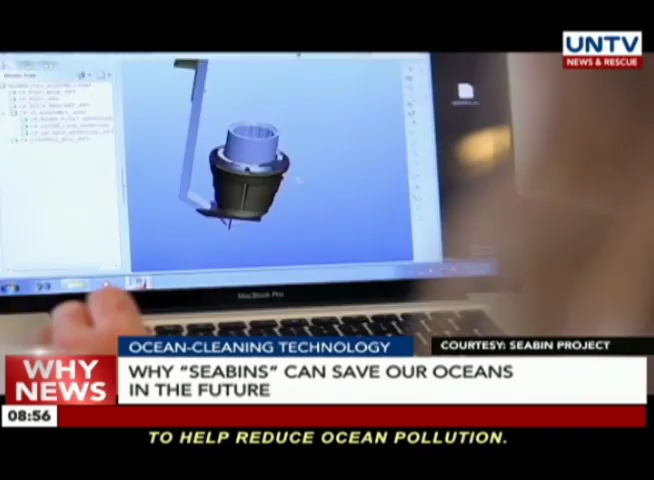 UNTV
NEWS & RESCUE
MacBook Pro
OCEAN-CLEANING TECHNOLOGY
COURTESY: SEABIN PROJECT
WHY
NEWS
WHY "SEABINS" CAN SAVE OUR OCEANS
IN THE FUTURE
08:56
TO HELP REDUCE OCEAN POLLUTION.